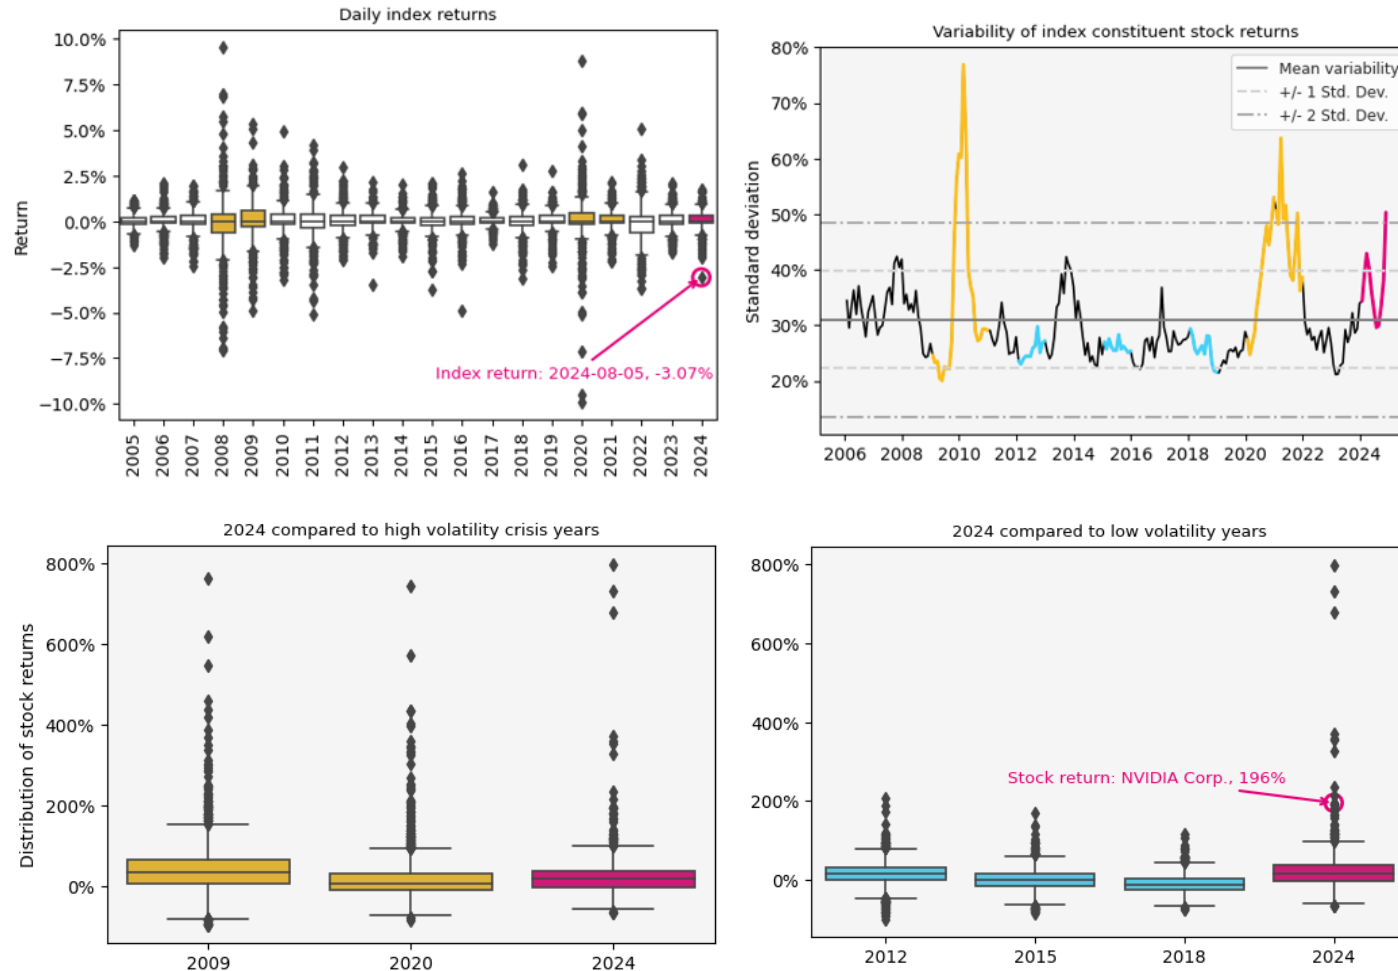 Daily index returns
10.0%
7.5%
5.0%
2.5%
0.0%
−2.5%
−5.0%
−7.5%
−10.0%
Return
Index return: 2024-08-05, -3.07%
2005 2006 2007 2008 2009 2010 2011 2012 2013 2014 2015 2016 2017 2018 2019 2020 2021 2022 2023 2024
Variability of index constituent stock returns
80%
70%
60%
50%
40%
30%
20%
Standard deviation
Mean variability
+/- 1 Std. Dev.
+/- 2 Std. Dev.
2006 2008 2010 2012 2014 2016 2018 2020 2022 2024
2024 compared to high volatility crisis years
800%
600%
400%
200%
0%
Distribution of stock returns
2009 2020 2024
2024 compared to low volatility years
800%
600%
400%
200%
0%
Stock return: NVIDIA Corp., 196%
2012 2015 2018 2024